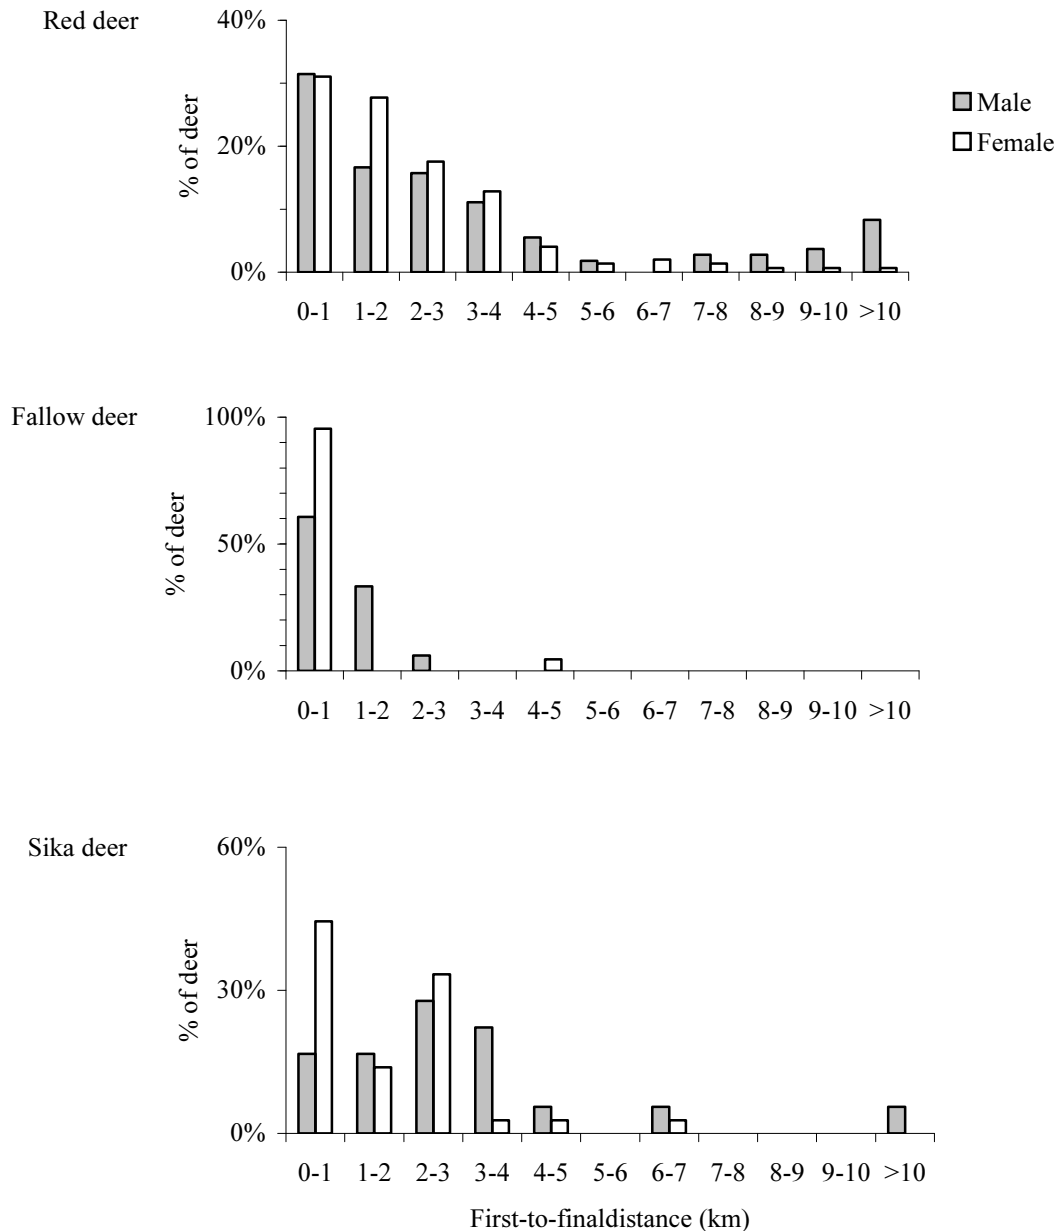 Red deer
40%
20%
0%
% of deer
Male
Female
0-1 1-2 2-3 3-4 4-5 5-6 6-7 7-8 8-9 9-10 >10
Fallow deer
100%
50%
0%
% of deer
0-1 1-2 2-3 3-4 4-5 5-6 6-7 7-8 8-9 9-10 >10
Sika deer
60%
30%
0%
% of deer
0-1 1-2 2-3 3-4 4-5 5-6 6-7 7-8 8-9 9-10 >10
First-to-finaldistance (km)